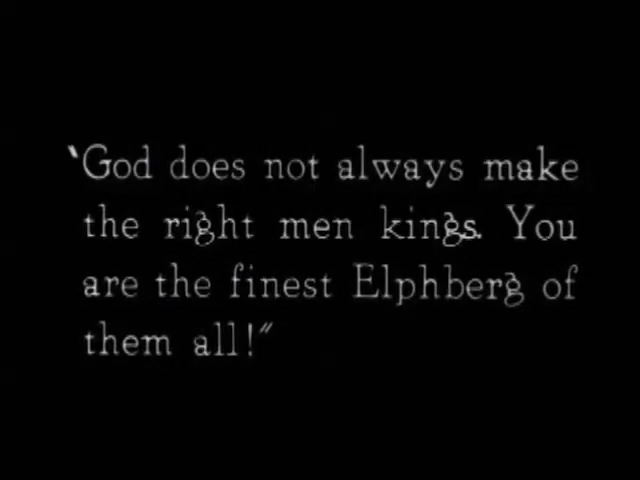 "God does not always make
the right men kings. You
are the finest Elphberg of
them all!"